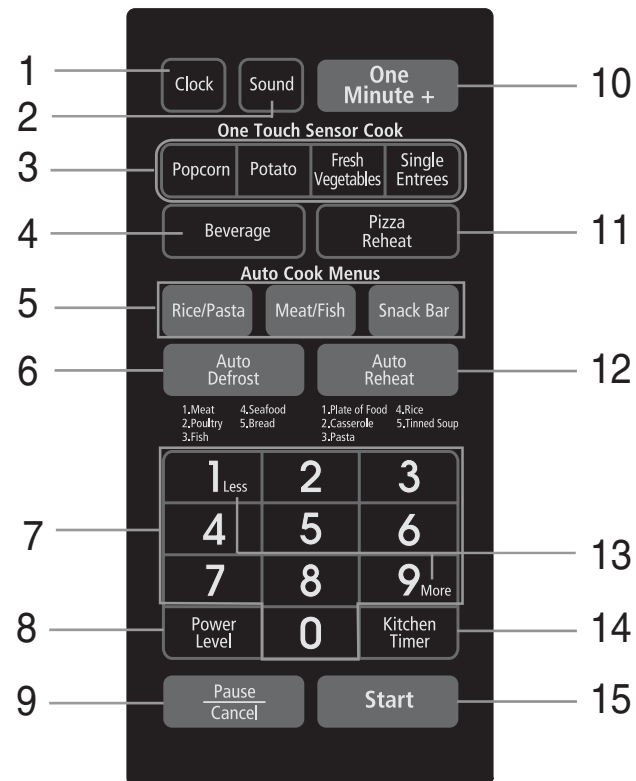 1
Clock
Sound
One
Minute +
10
2
One Touch Sensor Cook
3
Popcorn
Potato
Fresh
Vegetables
Single
Entrees
4
Beverage
Pizza
Reheat
11
Auto Cook Menus
5
Rice/Pasta
Meat/Fish
Snack Bar
6
Auto
Defrost
Auto
Reheat
12
1.Meat 4.Seafood
2.Poultry 5.Bread
3.Fish
1.Plate of Food 4.Rice
2.Casserole 5.Tinned Soup
3.Pasta
7
1 Less
2
3
4
5
6
13
7
8
9 More
8
Power
Level
0
Kitchen
Timer
14
9
Pause
Cancel
Start
15